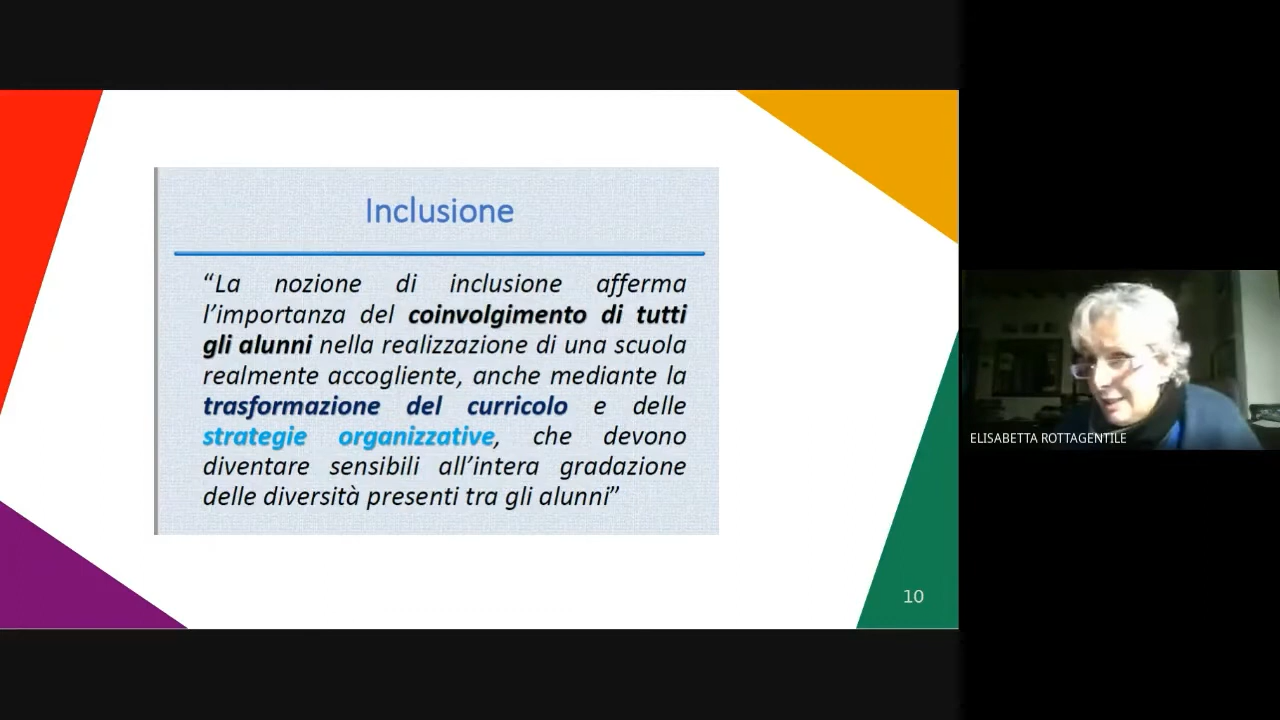 Inclusione
“La nozione di inclusione afferma
l’importanza del coinvolgimento di tutti
gli alunni nella realizzazione di una scuola
realmente accogliente, anche mediante la
trasformazione del curricolo e delle
strategie organizzative, che devono
diventare sensibili all’intera gradazione
delle diversità presenti tra gli alunni”
10
ELISABETTA ROTTAGENTILE